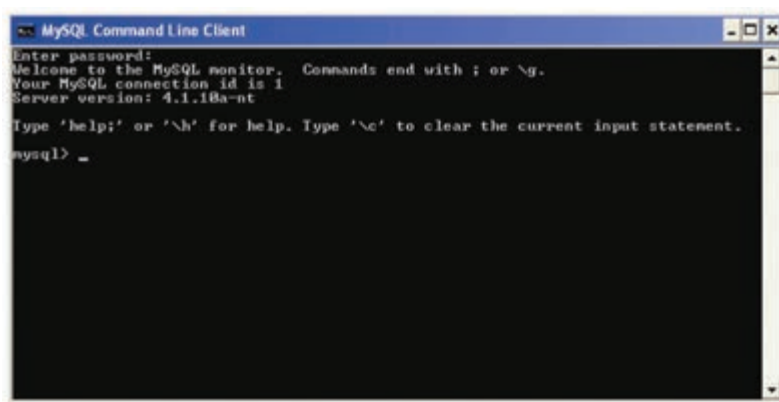 MySQL Command Line Client
Enter password:
Welcome to the MySQL monitor.  Commands end with ; or \g.
Your MySQL connection id is 1
Server version: 4.1.10a-nt
Type 'help;' or '\h' for help. Type '\c' to clear the current input statement.
mysql> _